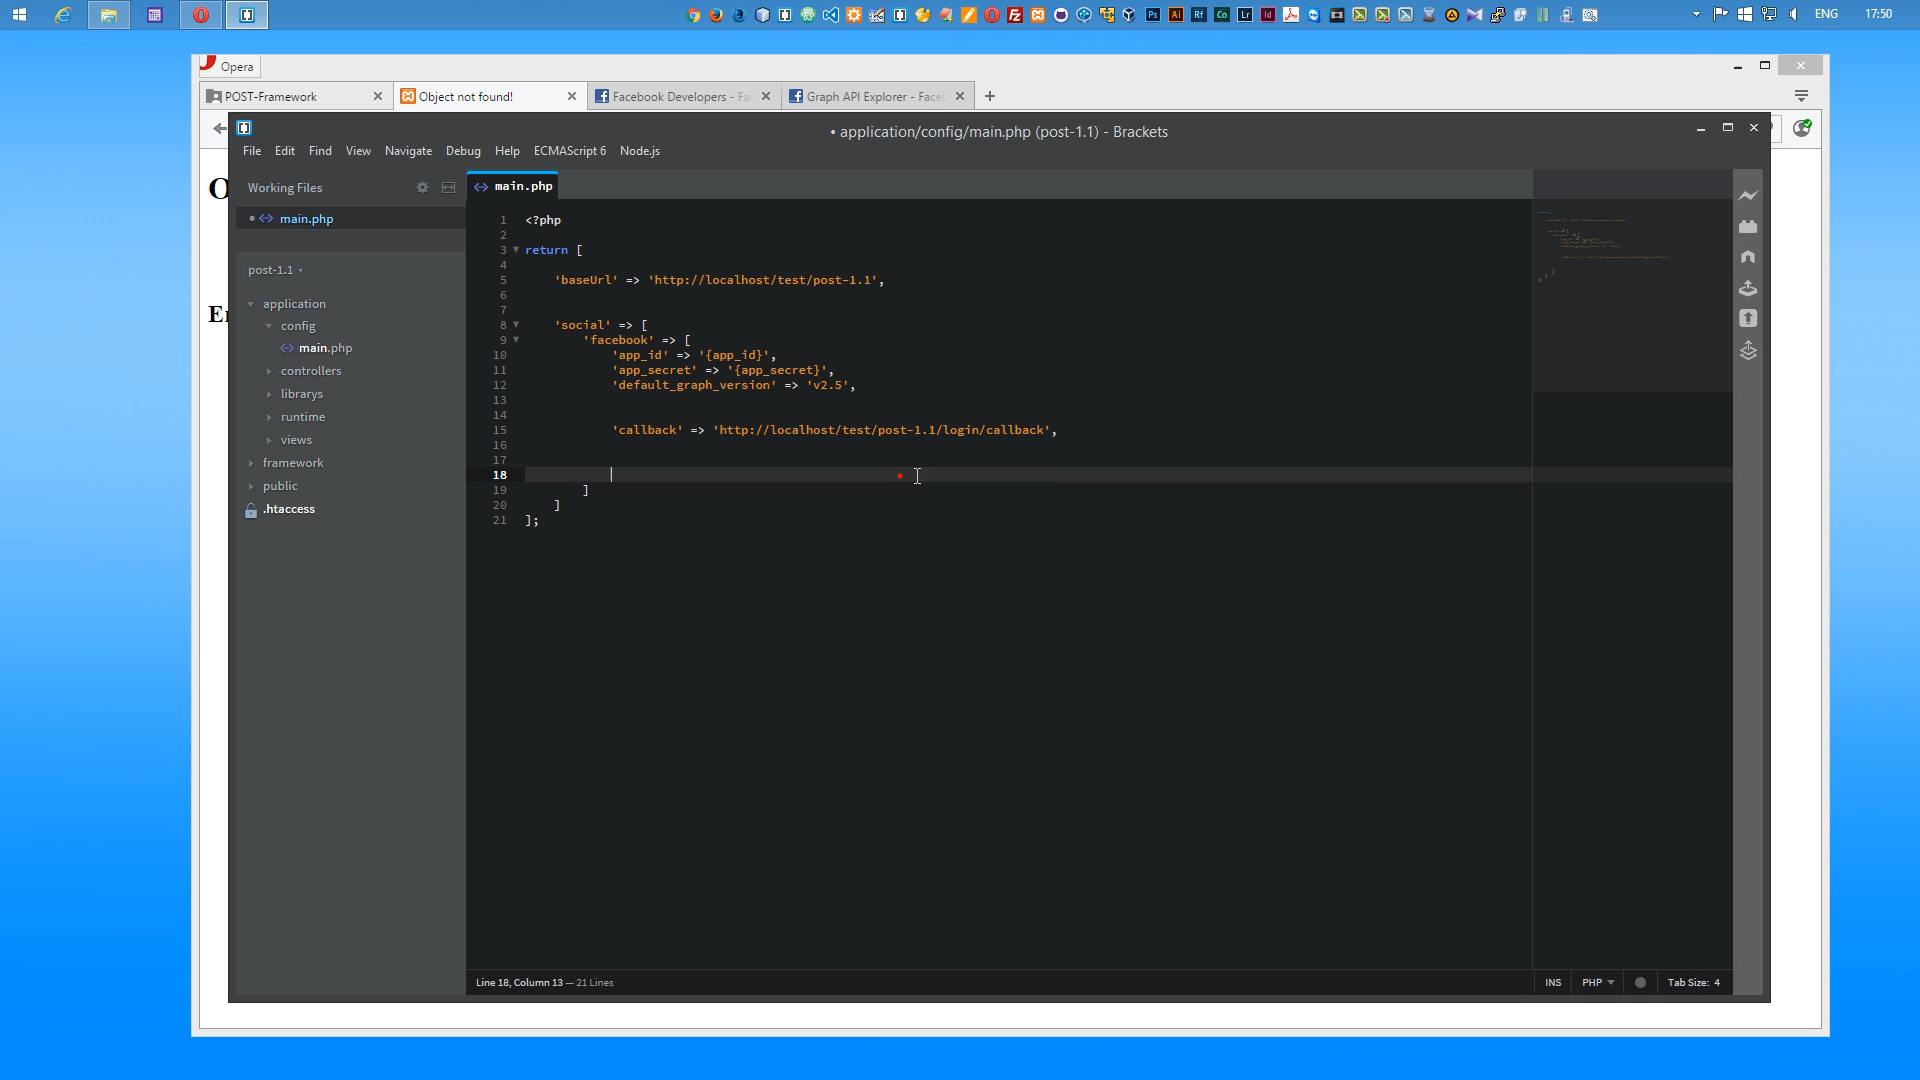 ENG 17:50
Opera
POST-Framework
Object not found!
Facebook Developers - Fa
Graph API Explorer - Face
• application/config/main.php (post-1.1) - Brackets
File Edit Find View Navigate Debug Help ECMAScript 6 Node.js
Working Files
main.php
main.php
post-1.1
application
config
main.php
controllers
librarys
runtime
views
framework
public
.htaccess
1 <?php
2
3 return [
4
5 'baseUrl' => 'http://localhost/test/post-1.1',
6
7
8 'social' => [
9 'facebook' => [
10 'app_id' => '{app_id}',
11 'app_secret' => '{app_secret}',
12 'default_graph_version' => 'v2.5',
13
14
15 'callback' => 'http://localhost/test/post-1.1/login/callback',
16
17
18
19 ]
20 ]
21 ];
Line 18, Column 13 — 21 Lines
INS PHP Tab Size: 4